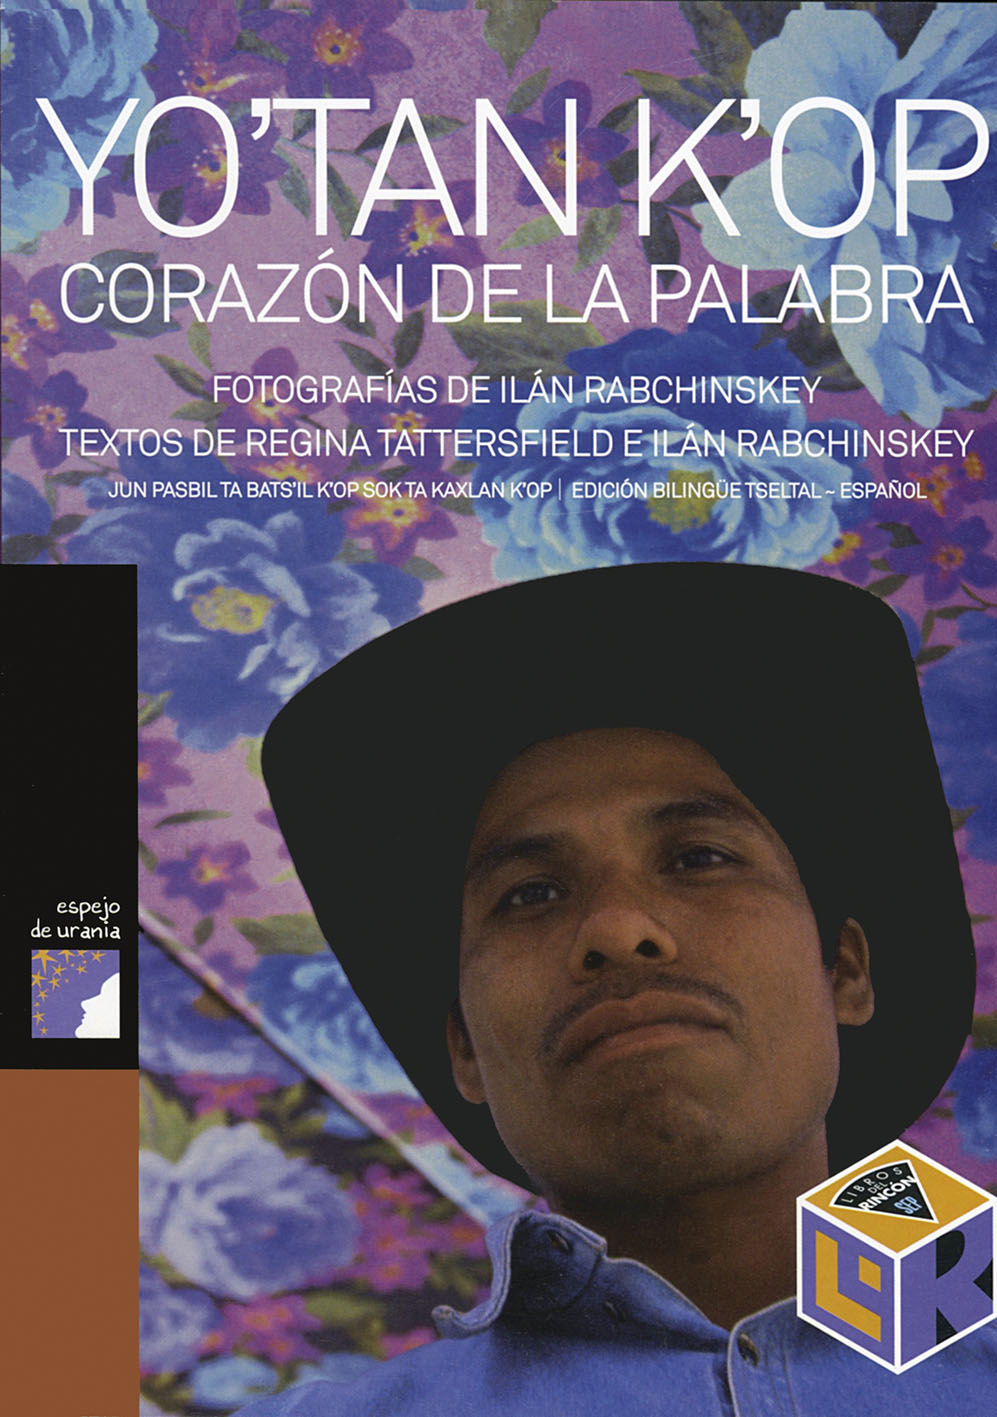 YO'TAN K'OP
CORAZÓN DE LA PALABRA
FOTOGRAFÍAS DE ILÁN RABCHINSKEY
TEXTOS DE REGINA TATTERSFIELD E ILÁN RABCHINSKEY
JUN PASBIL TA BATS'IL K'OP SOK TA KAXLAN K'OP | EDICIÓN BILINGÜE TSELTAL ~ ESPAÑOL
espejo
de urania
LIBROS
DEL
RINCÓN
SEP
LdR